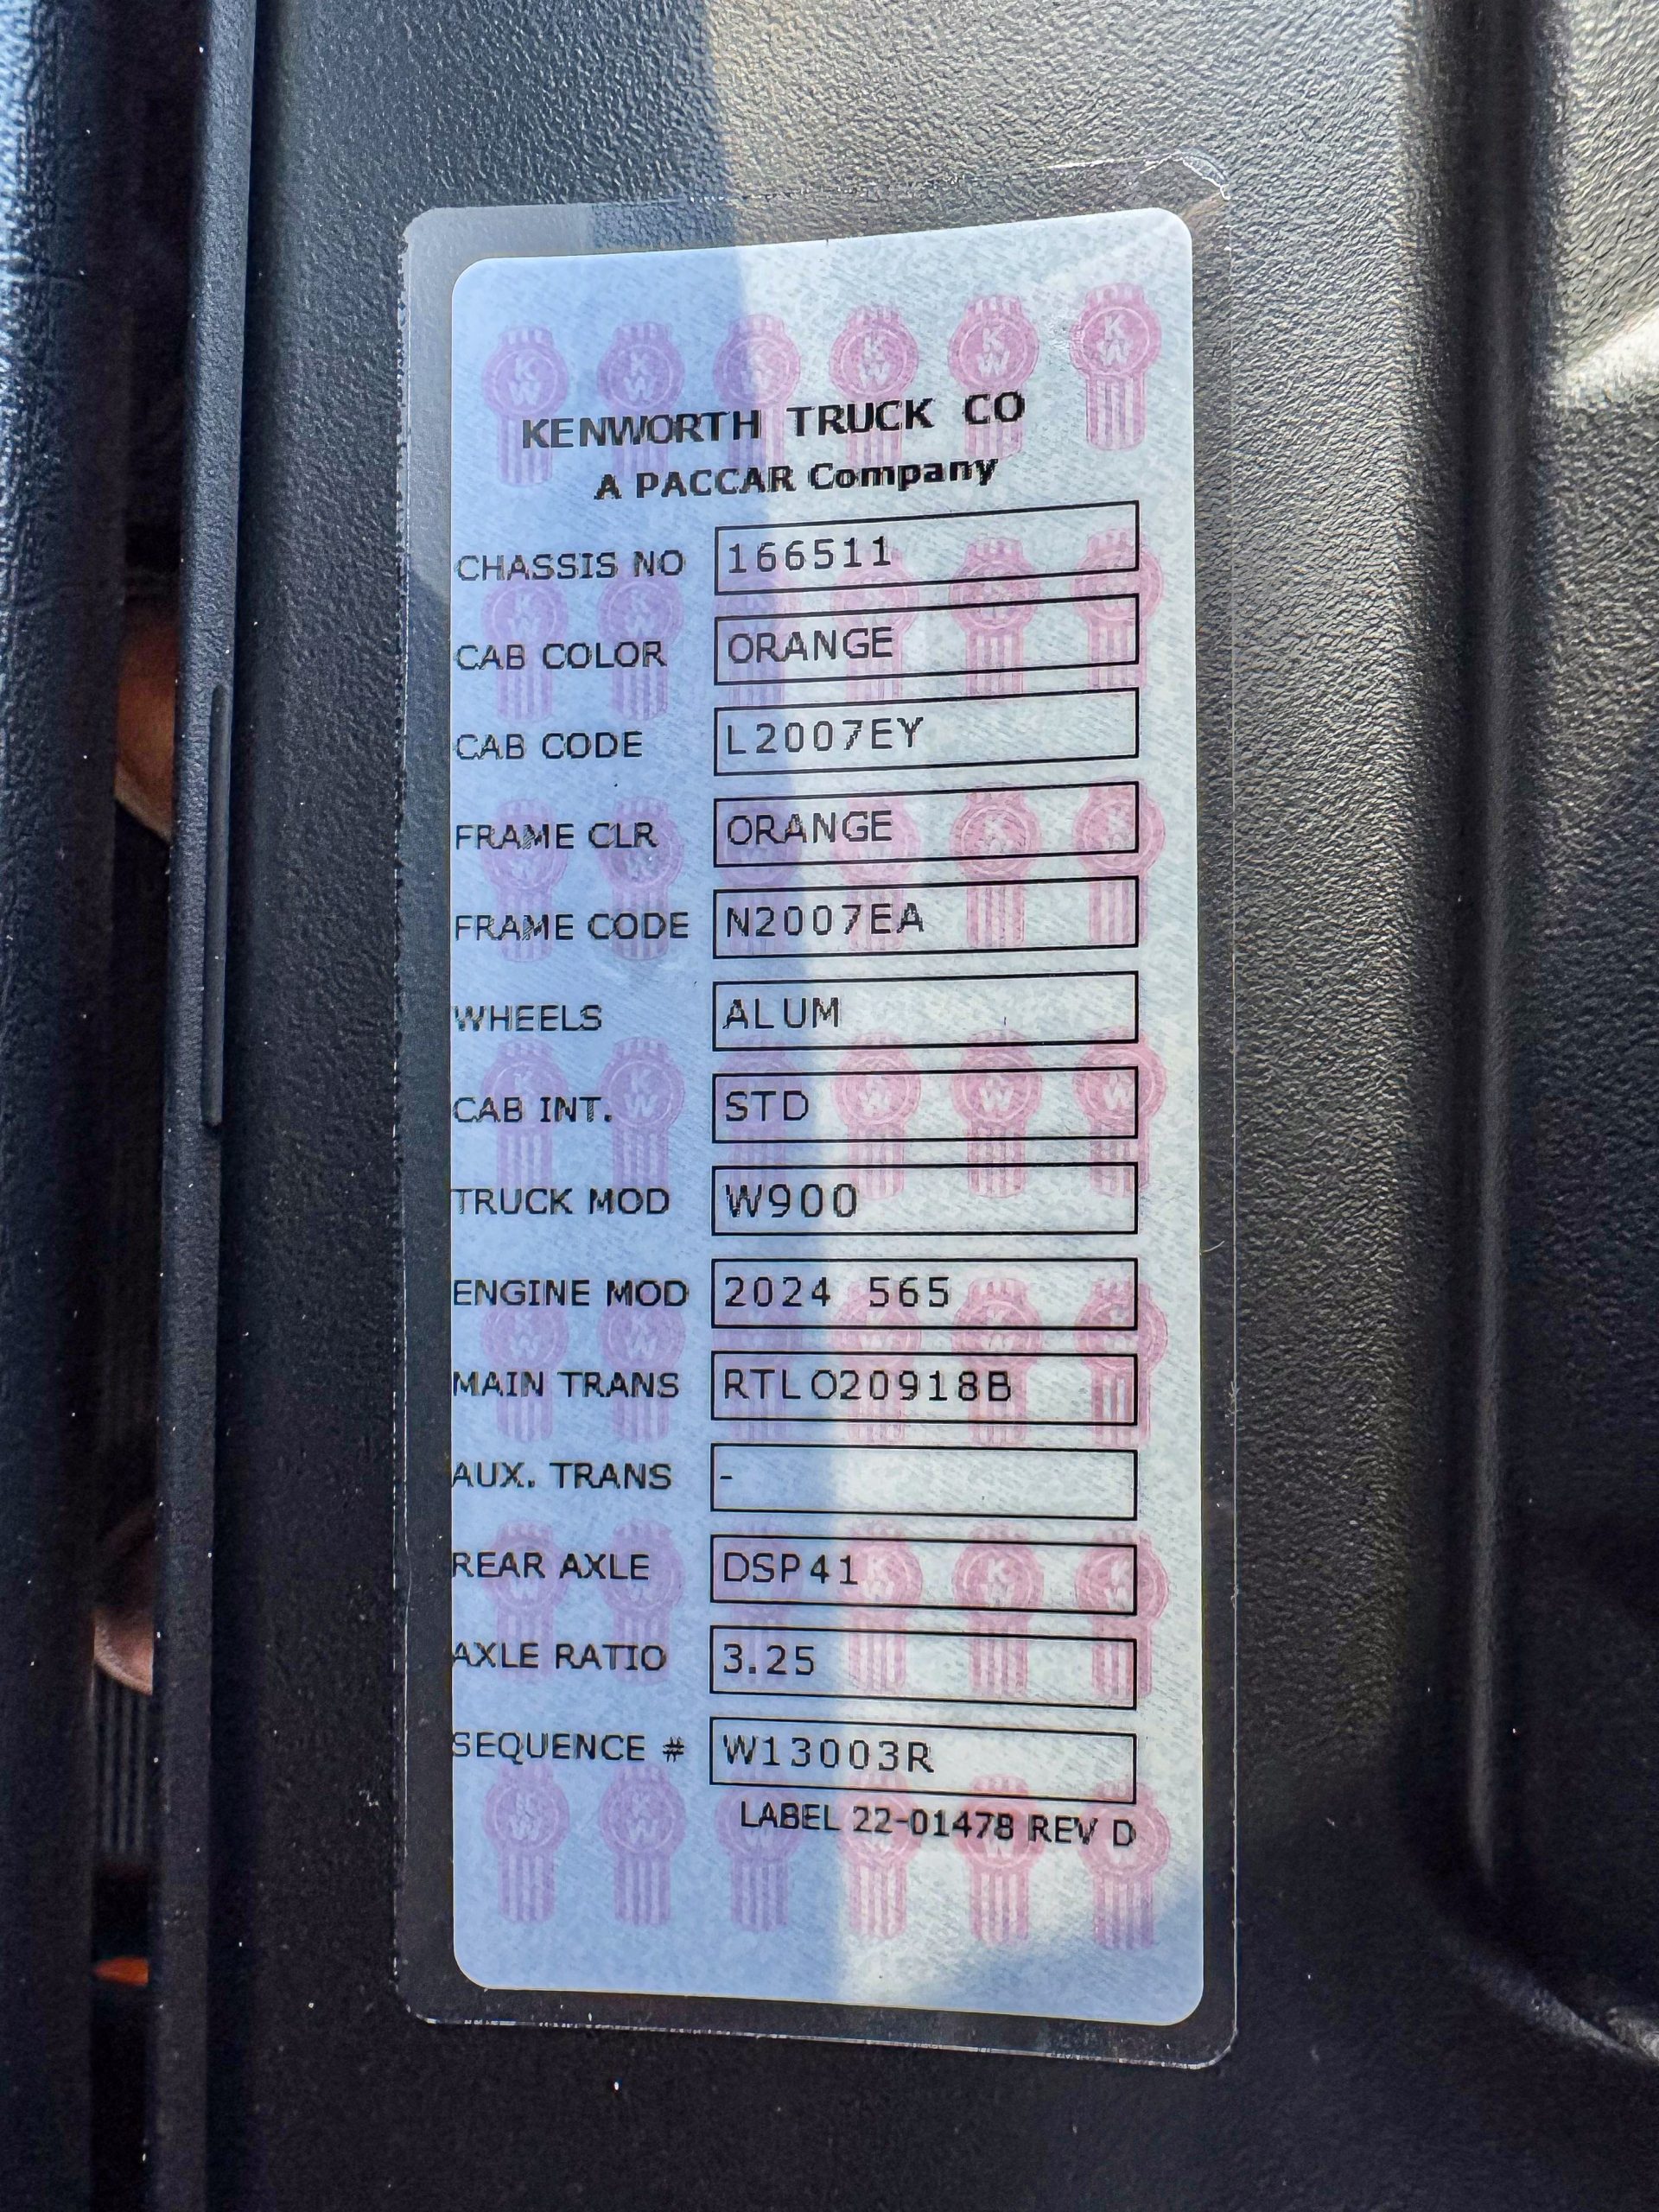 KENWORTH TRUCK CO
A PACCAR Company
CHASSIS NO 166511
CAB COLOR ORANGE
CAB CODE L2007EY
FRAME CLR ORANGE
FRAME CODE N2007EA
WHEELS ALUM
CAB INT. STD
TRUCK MOD W900
ENGINE MOD 2024 565
MAIN TRANS RTLO20918B
AUX. TRANS -
REAR AXLE DSP41
AXLE RATIO 3.25
SEQUENCE # W13003R
LABEL 22-01478 REV D